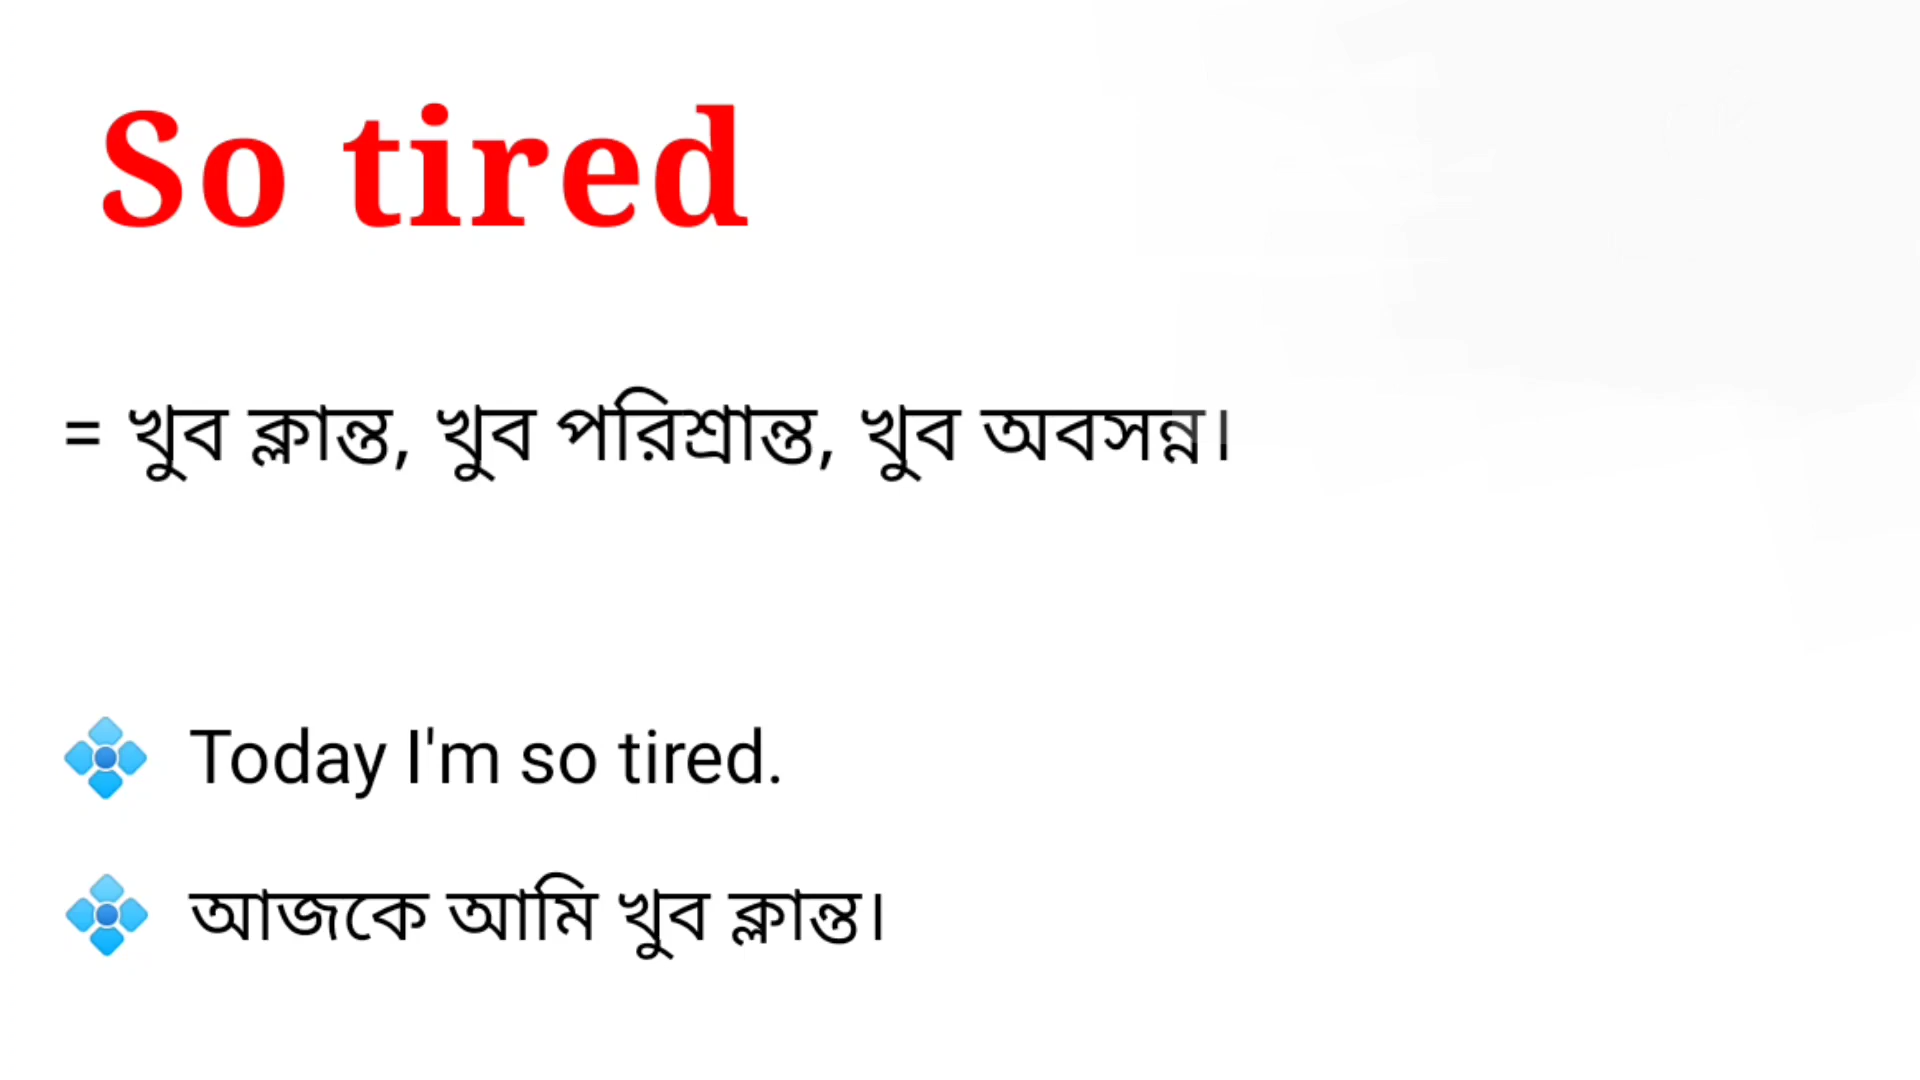 So tired
= খুব ক্লান্ত, খুব পরিশ্রান্ত, খুব অবসন্ন।
Today I'm so tired.
আজকে আমি খুব ক্লান্ত।